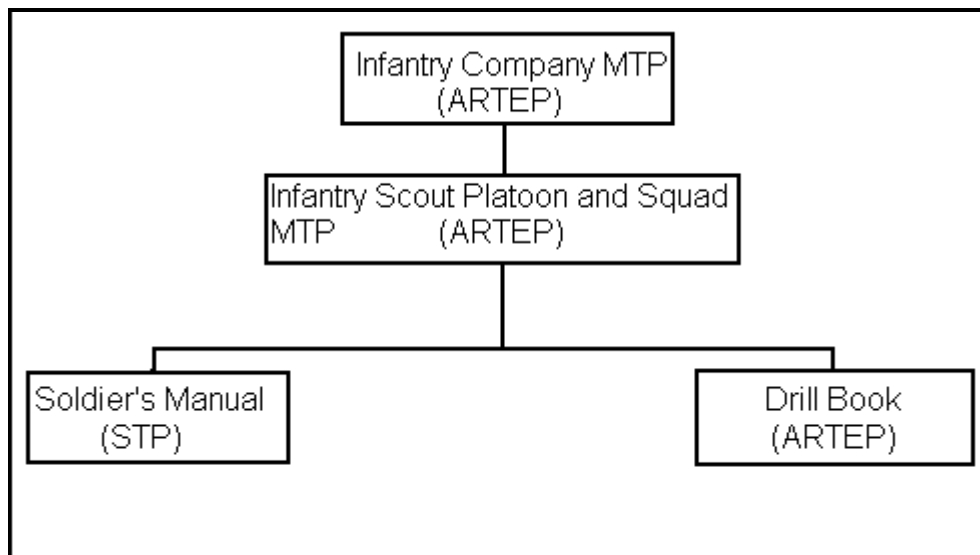 Infantry Company MTP
(ARTEP)
Infantry Scout Platoon and Squad
MTP (ARTEP)
Soldier's Manual
(STP)
Drill Book
(ARTEP)